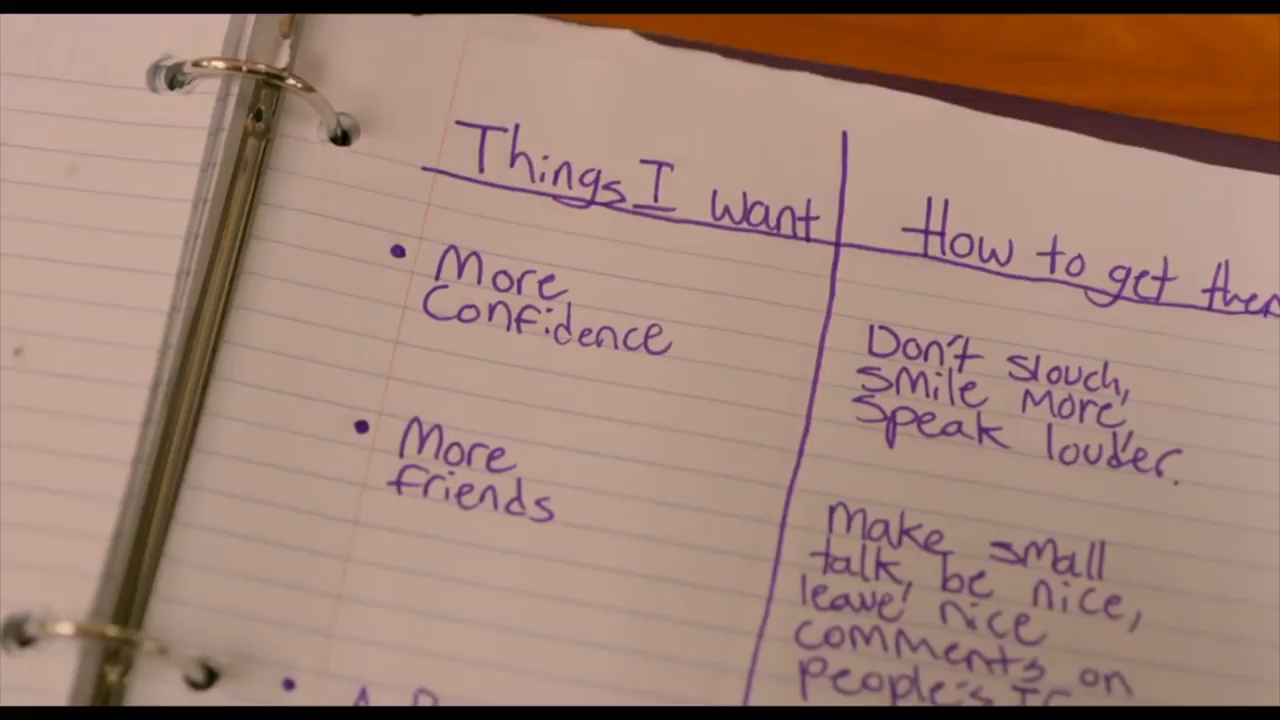 Things I want
How to get
• More
Confidence
Don't slouch,
smile more,
speak louder.
• More
friends
Make small
talk, be nice,
leave nice
comments on
people's
•